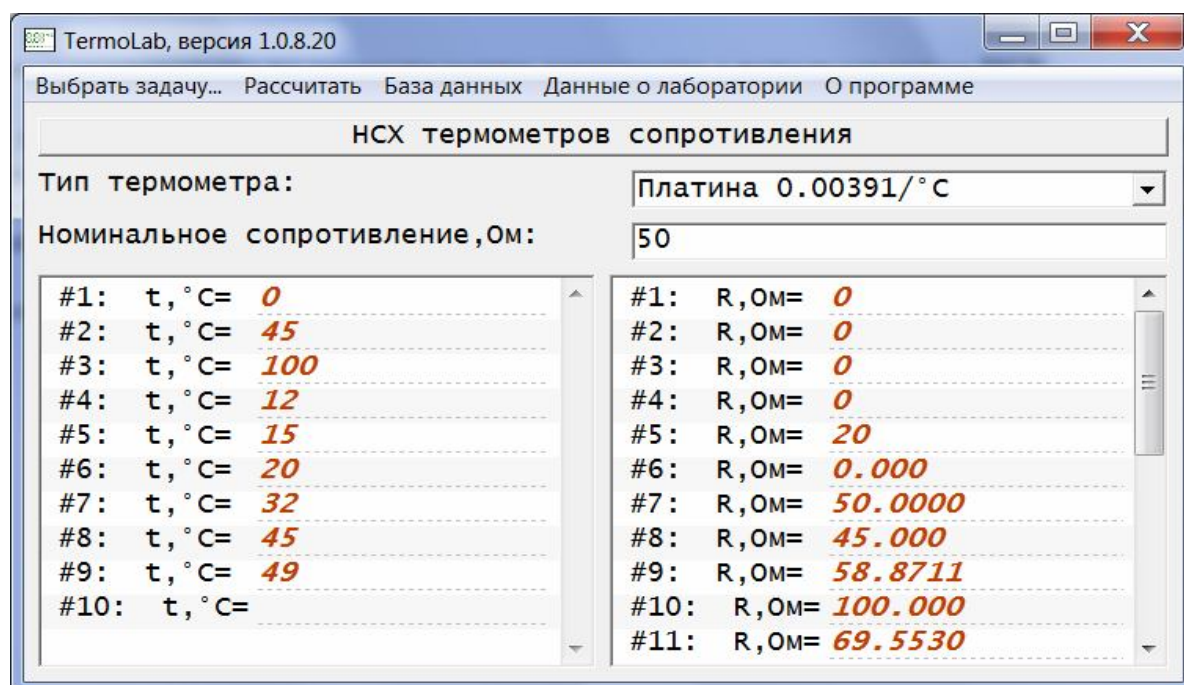 TermoLab, версия 1.0.8.20
Выбрать задачу... Рассчитать База данных Данные о лаборатории О программе
НСХ термометров сопротивления
Тип термометра: Платина 0.00391/°C
Номинальное сопротивление,Ом: 50
#1: t,°C= 0
#2: t,°C= 45
#3: t,°C= 100
#4: t,°C= 12
#5: t,°C= 15
#6: t,°C= 20
#7: t,°C= 32
#8: t,°C= 45
#9: t,°C= 49
#10: t,°C=
#1: R,Ом= 0
#2: R,Ом= 0
#3: R,Ом= 0
#4: R,Ом= 0
#5: R,Ом= 20
#6: R,Ом= 0.000
#7: R,Ом= 50.0000
#8: R,Ом= 45.000
#9: R,Ом= 58.8711
#10: R,Ом= 100.000
#11: R,Ом= 69.5530